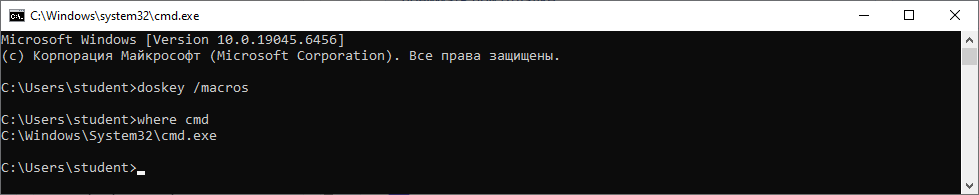 C:\Windows\system32\cmd.exe
Microsoft Windows [Version 10.0.19045.6456]
(c) Корпорация Майкрософт (Microsoft Corporation). Все права защищены.
C:\Users\student>doskey /macros
C:\Users\student>where cmd
C:\Windows\System32\cmd.exe
C:\Users\student>